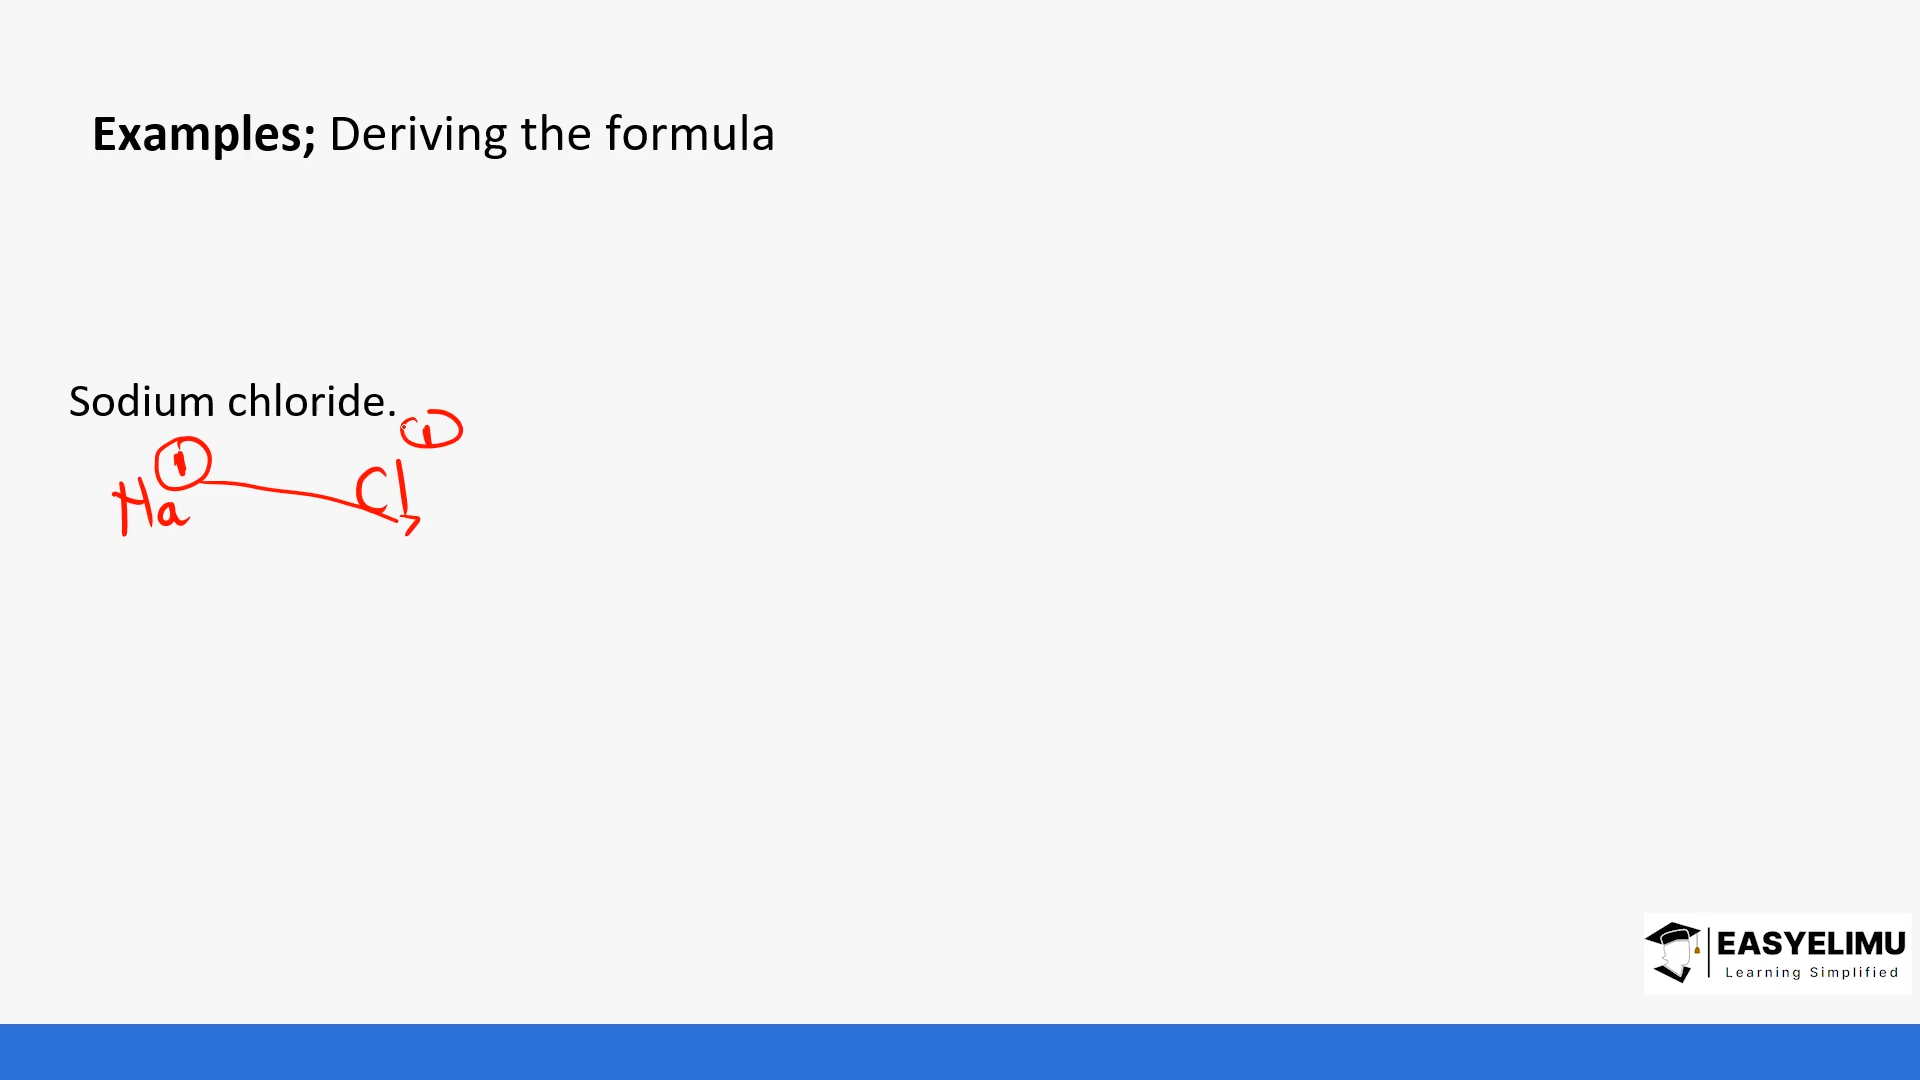 Examples; Deriving the formula
Sodium chloride.
1
1
Na
Cl
EASYELIMU
Learning Simplified